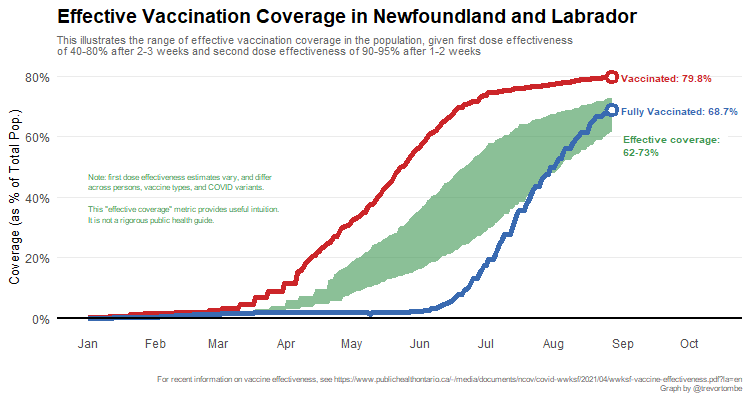 Effective Vaccination Coverage in Newfoundland and Labrador
This illustrates the range of effective vaccination coverage in the population, given first dose effectiveness
of 40-80% after 2-3 weeks and second dose effectiveness of 90-95% after 1-2 weeks
80%
60%
40%
20%
0%
Coverage (as % of Total Pop.)
Vaccinated: 79.8%
Fully Vaccinated: 68.7%
Effective coverage:
62-73%
Note: first dose effectiveness estimates vary, and differ
across persons, vaccine types, and COVID variants.
This "effective coverage" metric provides useful intuition.
It is not a rigorous public health guide.
Jan Feb Mar Apr May Jun Jul Aug Sep Oct
For recent information on vaccine effectiveness, see https://www.publichealthontario.ca/-/media/documents/ncov/covid-wwksf/2021/04/wwksf-vaccine-effectiveness.pdf?la=en
Graph by @trevortombe